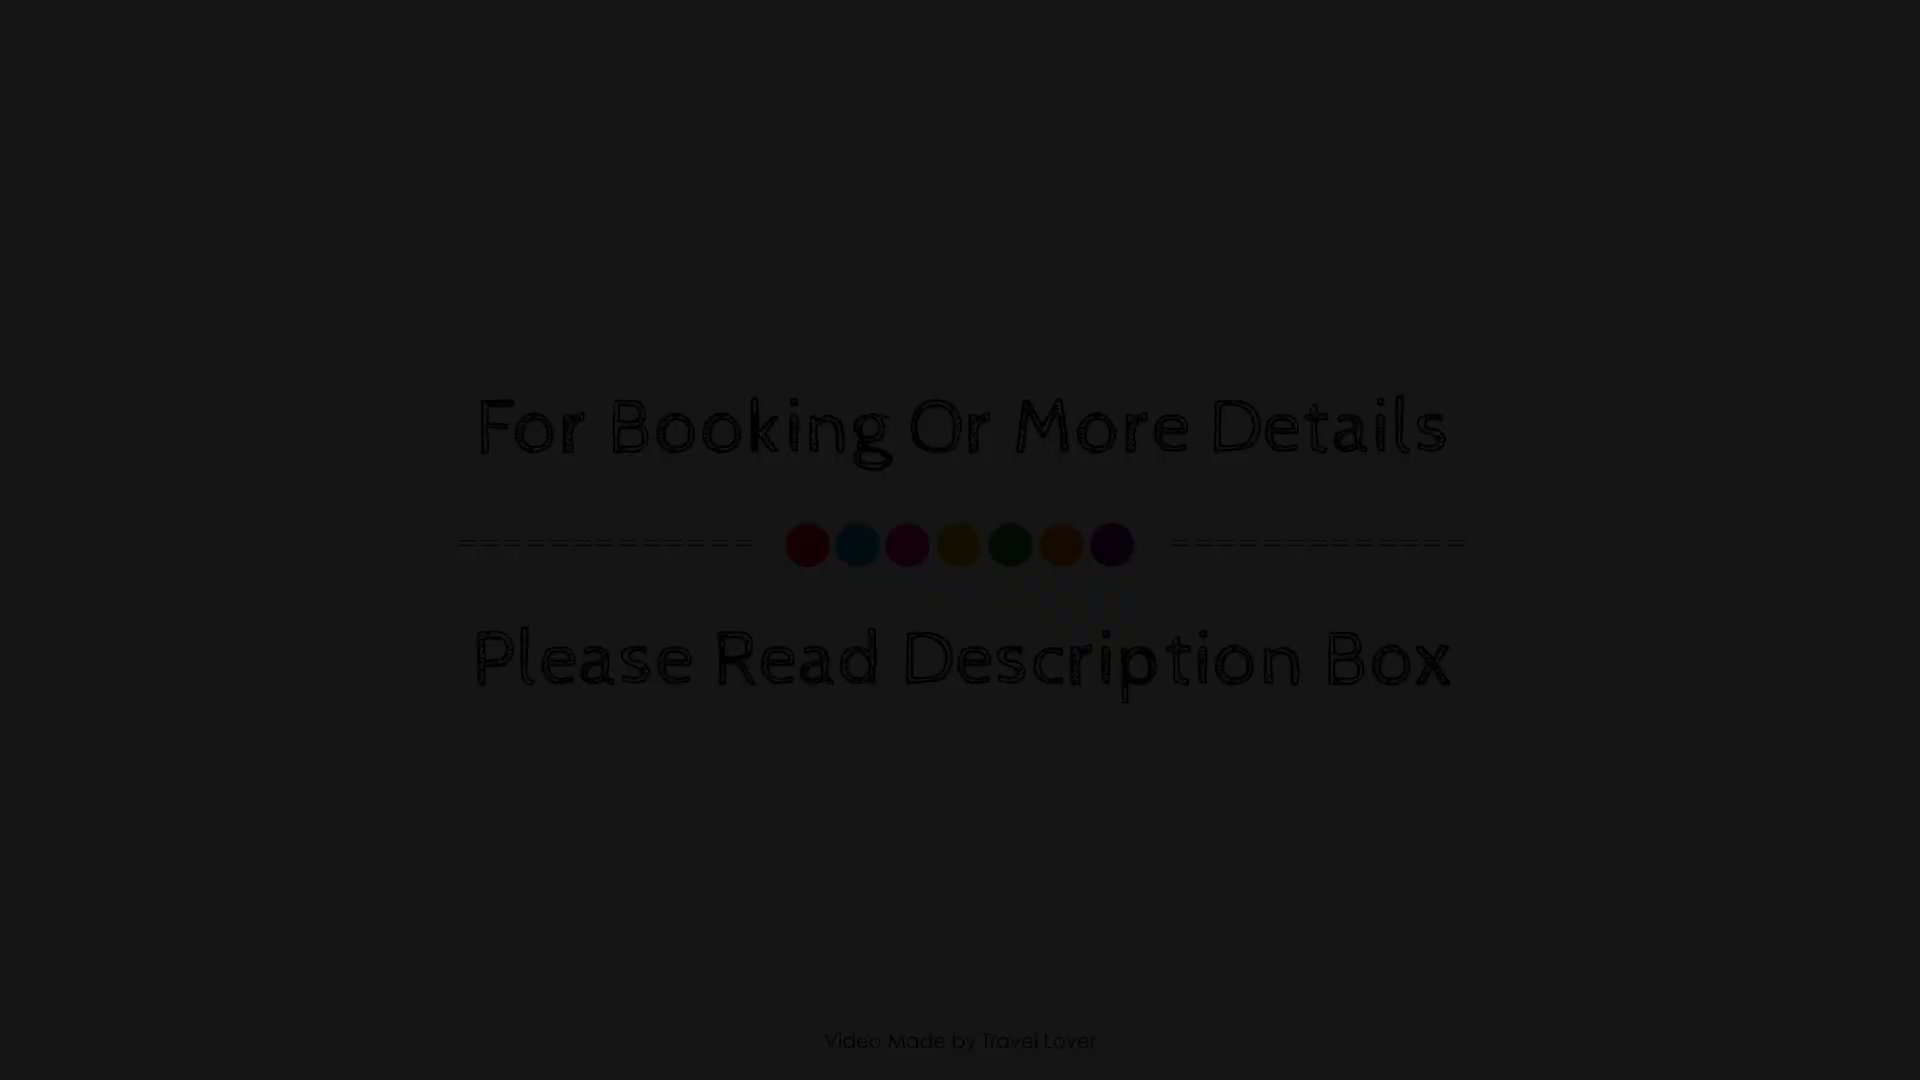 For Booking Or More Details
============= =============
Please Read Description Box
Video Made by Travel Lover